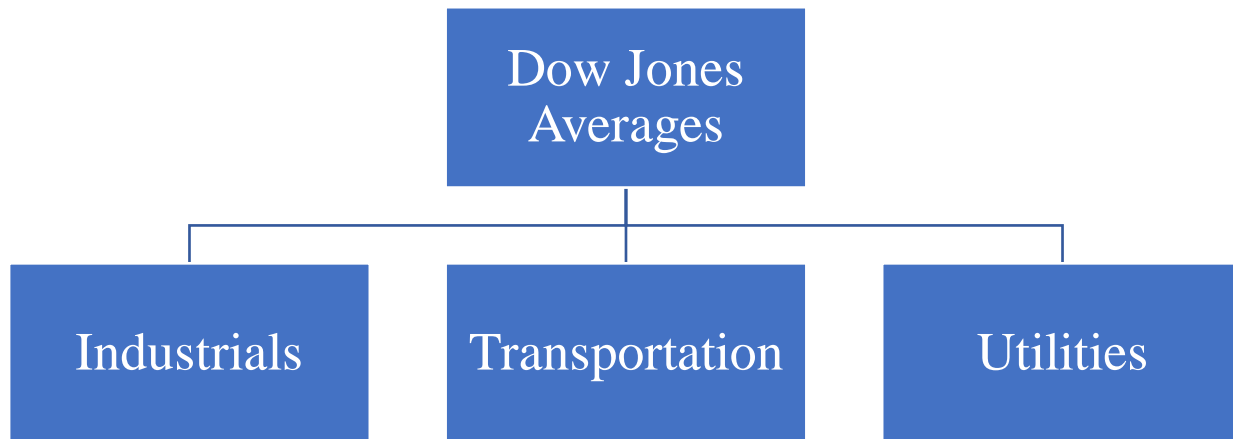 Dow Jones
Averages
Industrials
Transportation
Utilities